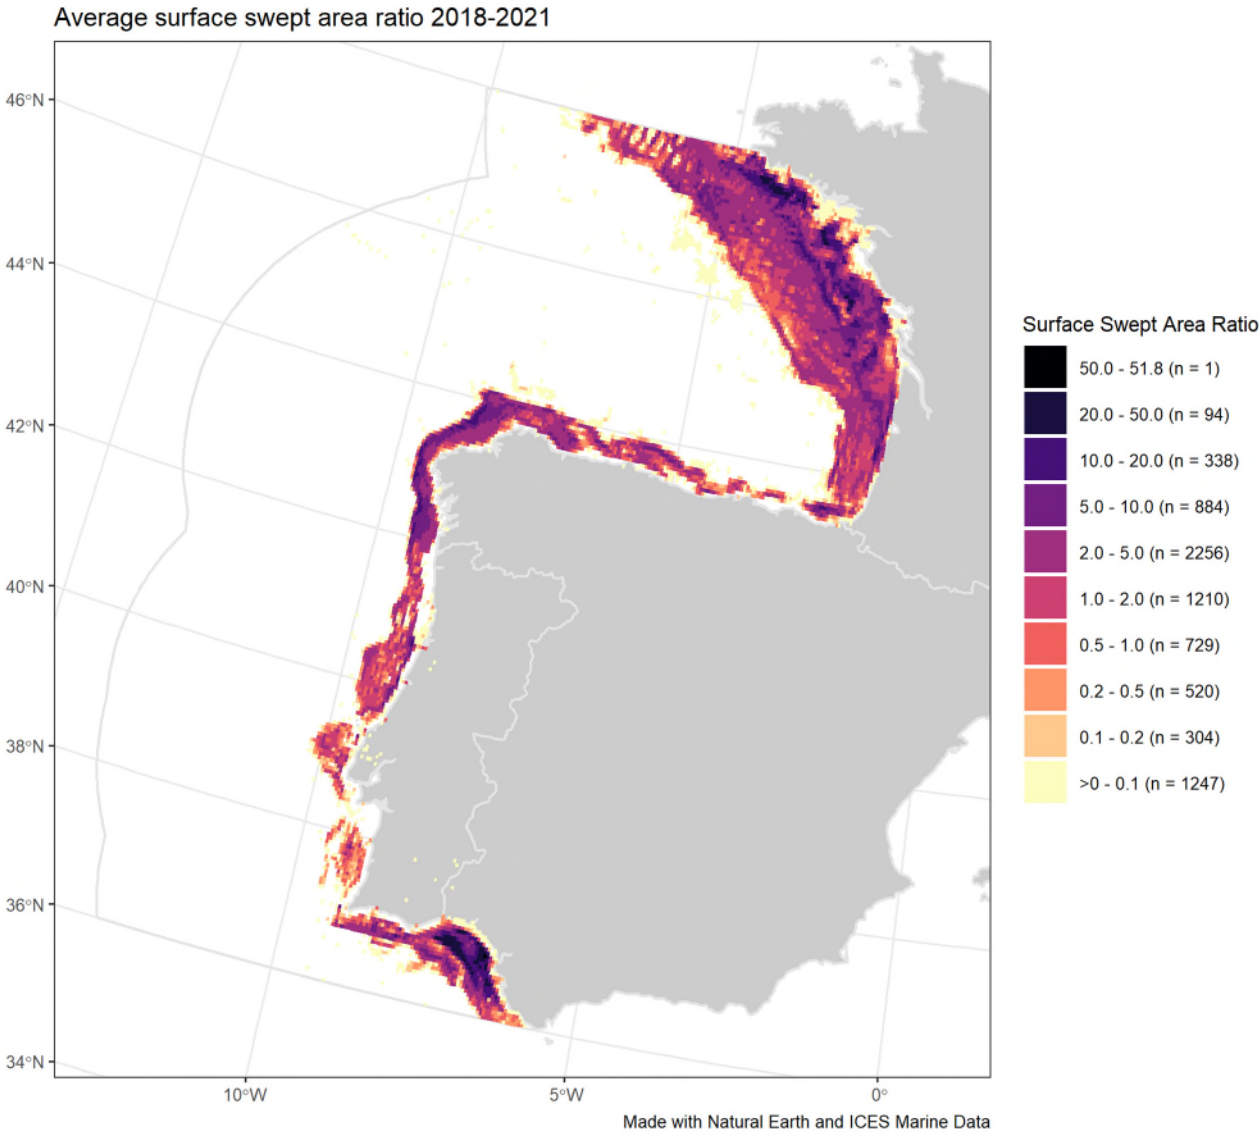 Average surface swept area ratio 2018-2021
46°N
44°N
42°N
40°N
38°N
36°N
34°N
10°W
5°W
0°
Surface Swept Area Ratio
50.0 - 51.8 (n = 1)
20.0 - 50.0 (n = 94)
10.0 - 20.0 (n = 338)
5.0 - 10.0 (n = 884)
2.0 - 5.0 (n = 2256)
1.0 - 2.0 (n = 1210)
0.5 - 1.0 (n = 729)
0.2 - 0.5 (n = 520)
0.1 - 0.2 (n = 304)
>0 - 0.1 (n = 1247)
Made with Natural Earth and ICES Marine Data